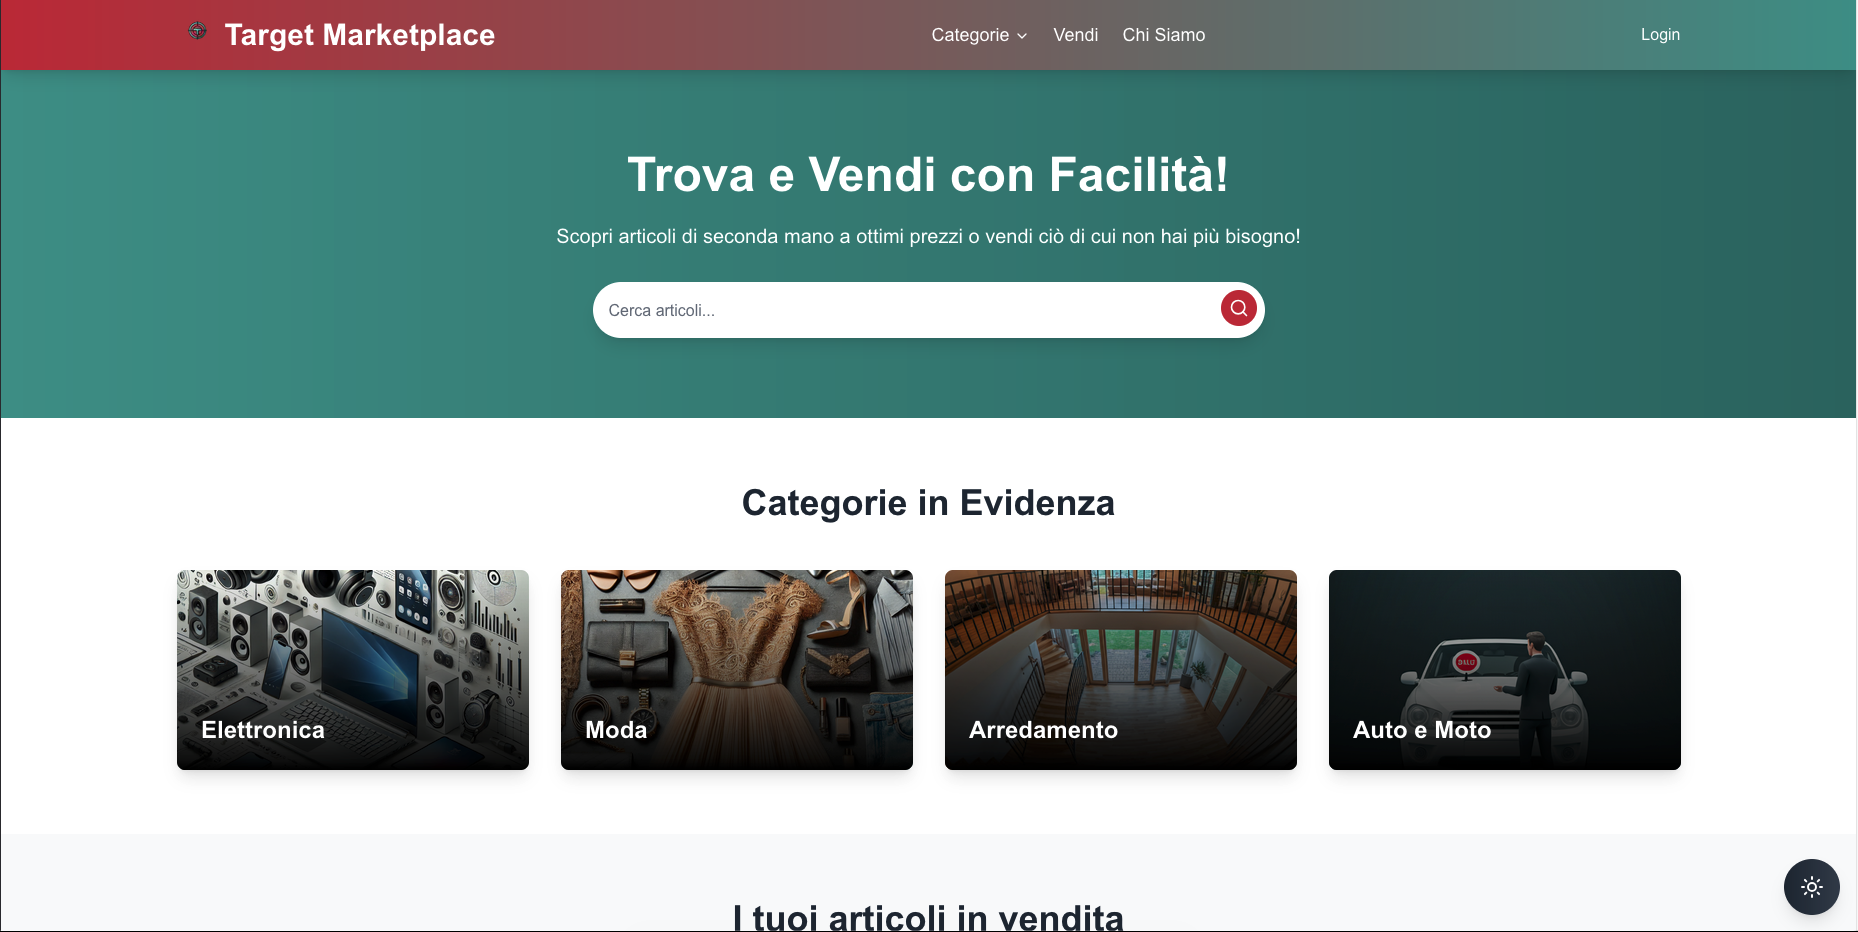 Target Marketplace
Categorie
Vendi
Chi Siamo
Login
Trova e Vendi con Facilità!
Scopri articoli di seconda mano a ottimi prezzi o vendi ciò di cui non hai più bisogno!
Cerca articoli...
Categorie in Evidenza
Elettronica
Moda
Arredamento
Auto e Moto
I tuoi articoli in vendita